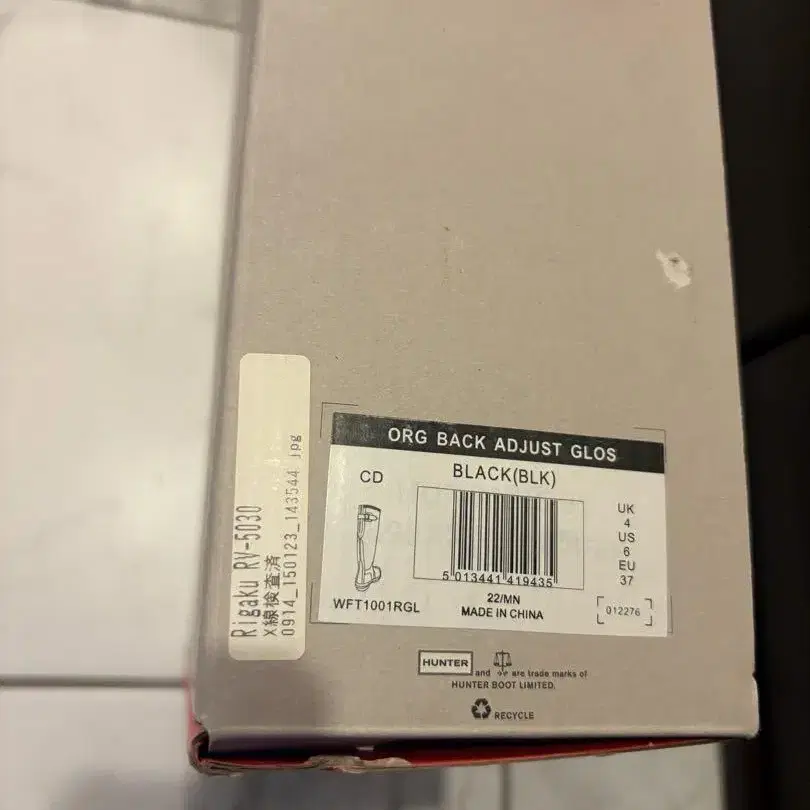 Rigaku RV-5030
X線検査済
0914_150123_143544 jpg
ORG BACK ADJUST GLOS
CD
BLACK(BLK)
UK
4
US
6
EU
37
5 013441 419435
WFT1001RGL
22/MN
MADE IN CHINA
012276
HUNTER and are trade marks of
HUNTER BOOT LIMITED.
RECYCLE